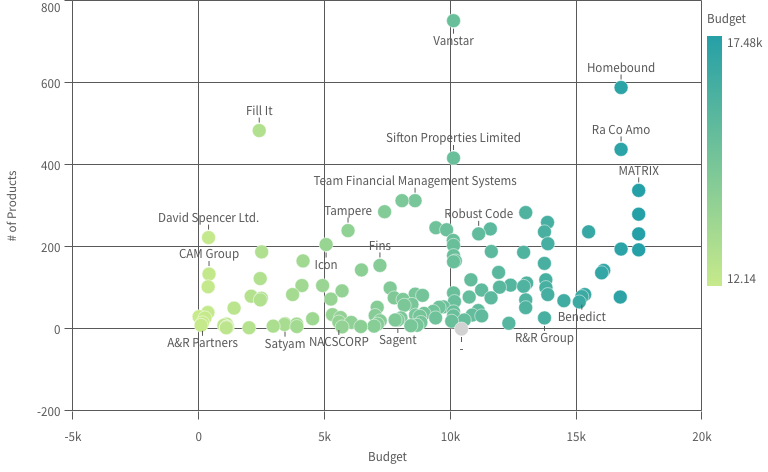 Budget
17.48k
12.14
800
600
400
200
0
-200
# of Products
Vanstar
Homebound
Fill It
Ra Co Amo
Sifton Properties Limited
MATRIX
Team Financial Management Systems
David Spencer Ltd.
Tampere
Robust Code
CAM Group
Fins
Icon
Benedict
A&R Partners
Satyam
NACSCORP
Sagent
R&R Group
-
-5k
0
5k
10k
15k
20k
Budget